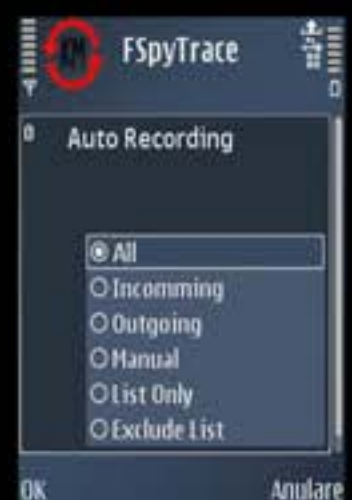 FSpyTrace
Auto Recording
All
Incomming
Outgoing
Manual
List Only
Exclude List
OK Anulare